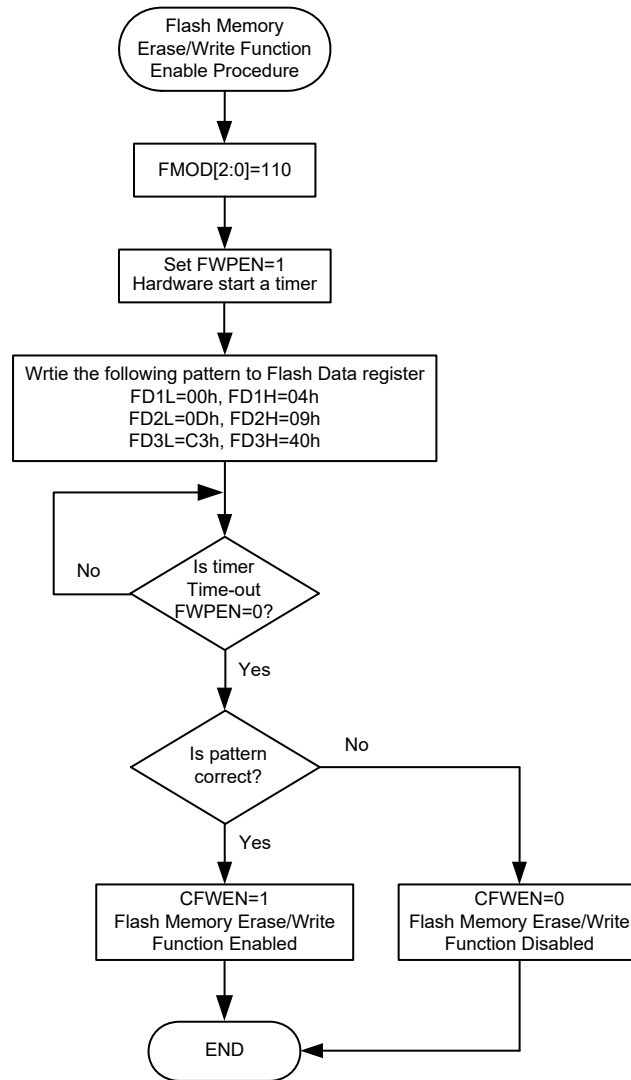 Flash Memory
Erase/Write Function
Enable Procedure
FMOD[2:0]=110
Set FWPEN=1
Hardware start a timer
Wrtie the following pattern to Flash Data register
FD1L=00h, FD1H=04h
FD2L=0Dh, FD2H=09h
FD3L=C3h, FD3H=40h
No
Is timer
Time-out
FWPEN=0?
Yes
Is pattern
correct?
No
Yes
CFWEN=1
Flash Memory Erase/Write
Function Enabled
CFWEN=0
Flash Memory Erase/Write
Function Disabled
END